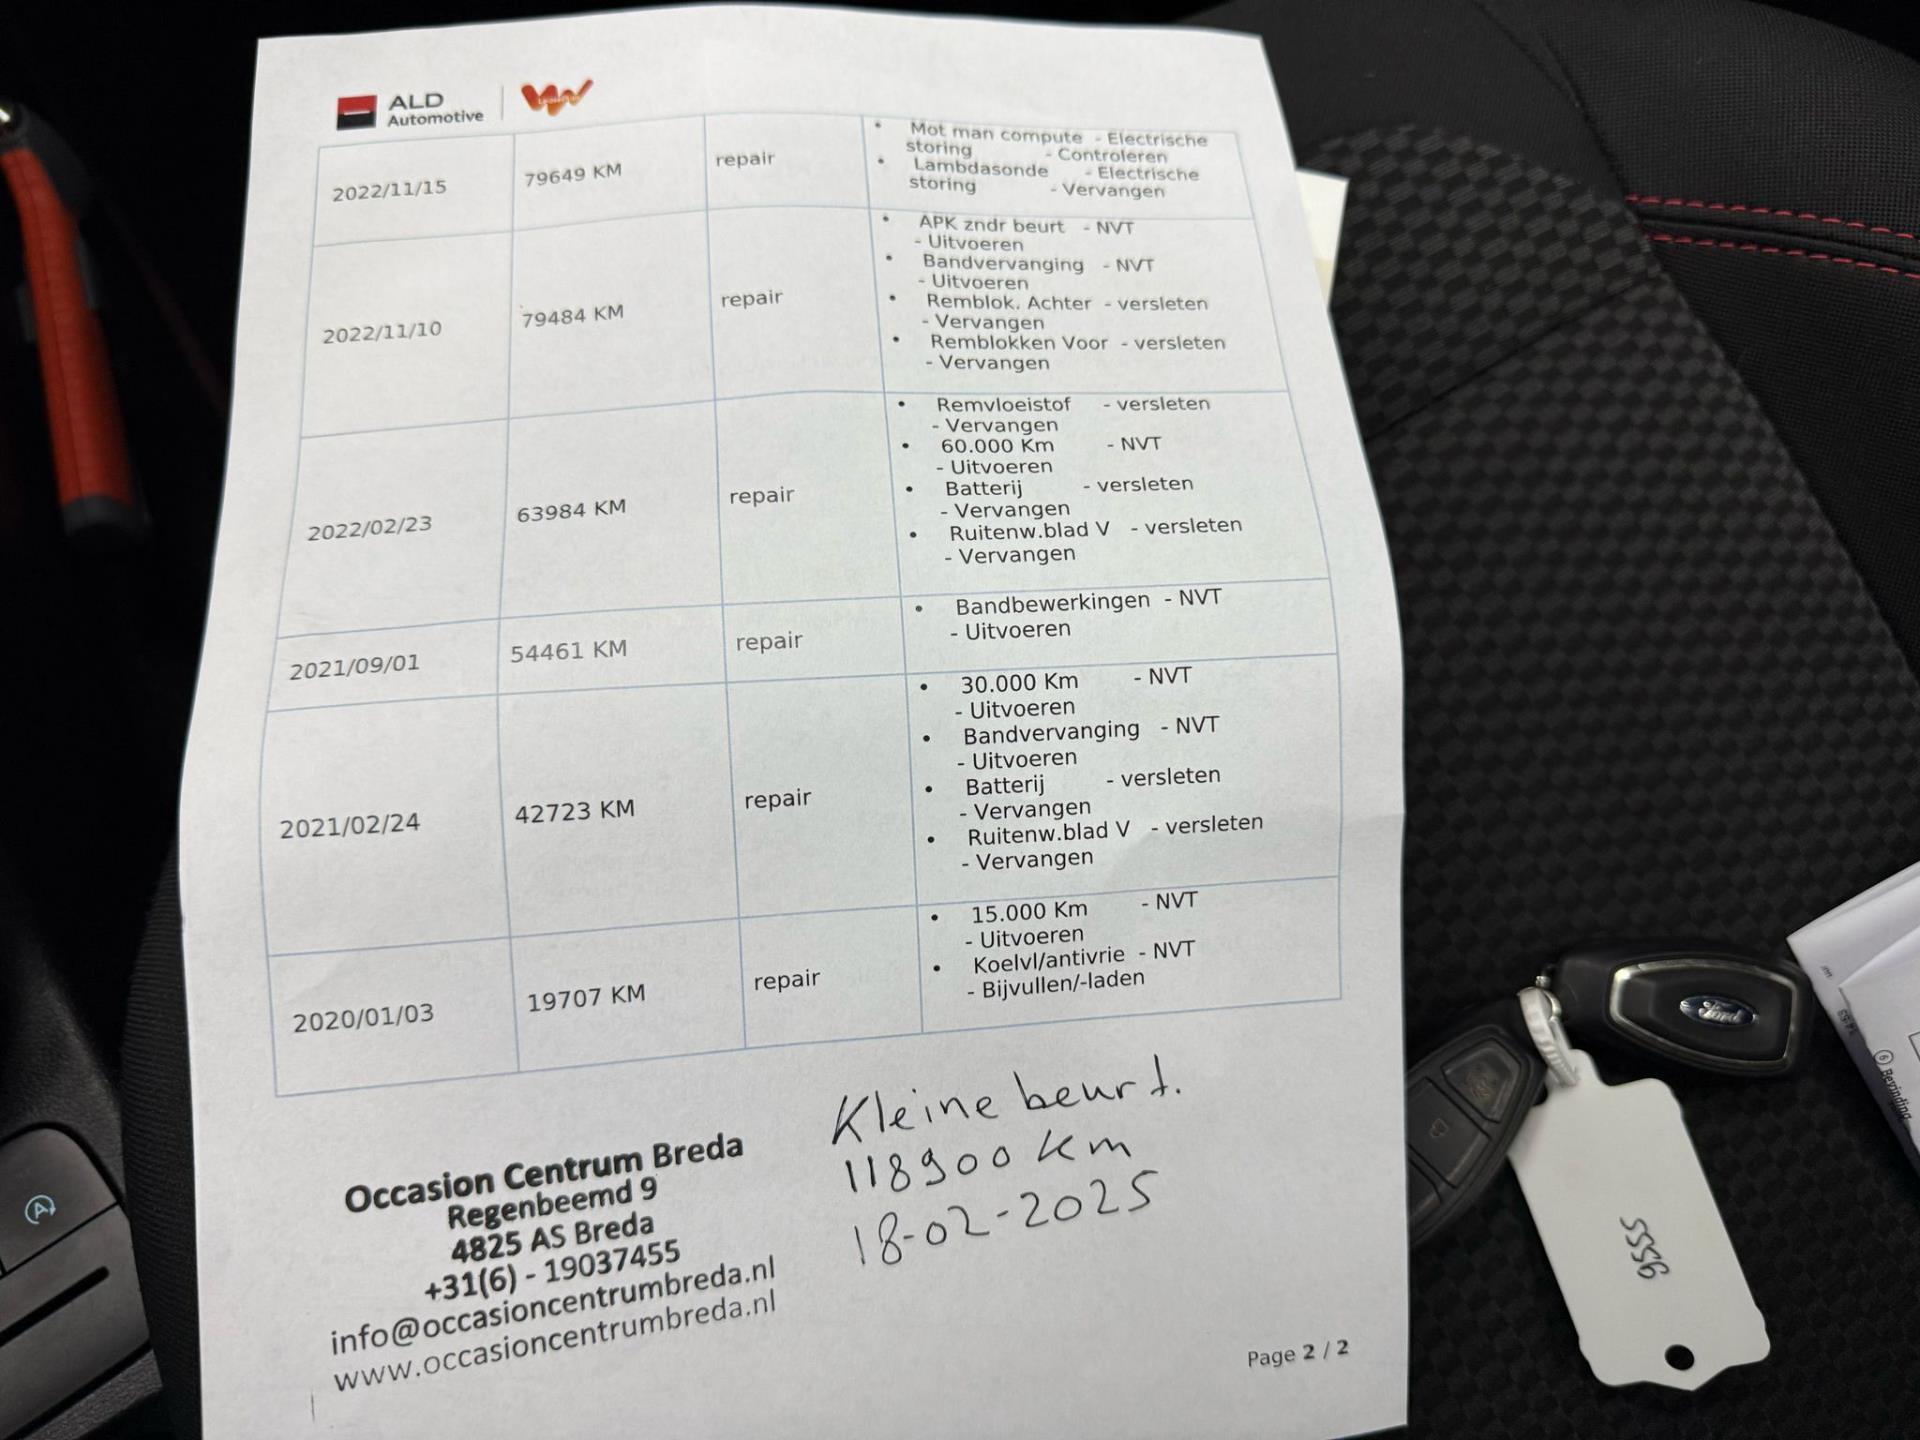 ALD
Automotive
2022/11/15
79649 KM
repair
• Mot man compute - Electrische
storing - Controleren
• Lambdasonde - Electrische
storing - Vervangen
2022/11/10
79484 KM
repair
• APK zndr beurt - NVT
- Uitvoeren
• Bandvervanging - NVT
- Uitvoeren
• Remblok. Achter - versleten
- Vervangen
• Remblokken Voor - versleten
- Vervangen
2022/02/23
63984 KM
repair
• Remvloeistof - versleten
- Vervangen
• 60.000 Km - NVT
- Uitvoeren
• Batterij - versleten
- Vervangen
• Ruitenw.blad V - versleten
- Vervangen
2021/09/01
54461 KM
repair
• Bandbewerkingen - NVT
- Uitvoeren
2021/02/24
42723 KM
repair
• 30.000 Km - NVT
- Uitvoeren
• Bandvervanging - NVT
- Uitvoeren
• Batterij - versleten
- Vervangen
• Ruitenw.blad V - versleten
- Vervangen
2020/01/03
19707 KM
repair
• 15.000 Km - NVT
- Uitvoeren
• Koelvl/antivrie - NVT
- Bijvullen/-laden
Kleine beurt.
118900 km
18-02-2025
Occasion Centrum Breda
Regenbeemd 9
4825 AS Breda
+31(6) - 19037455
info@occasioncentrumbreda.nl
www.occasioncentrumbreda.nl
Page 2 / 2
Ford
9555
6 Bevinding
A